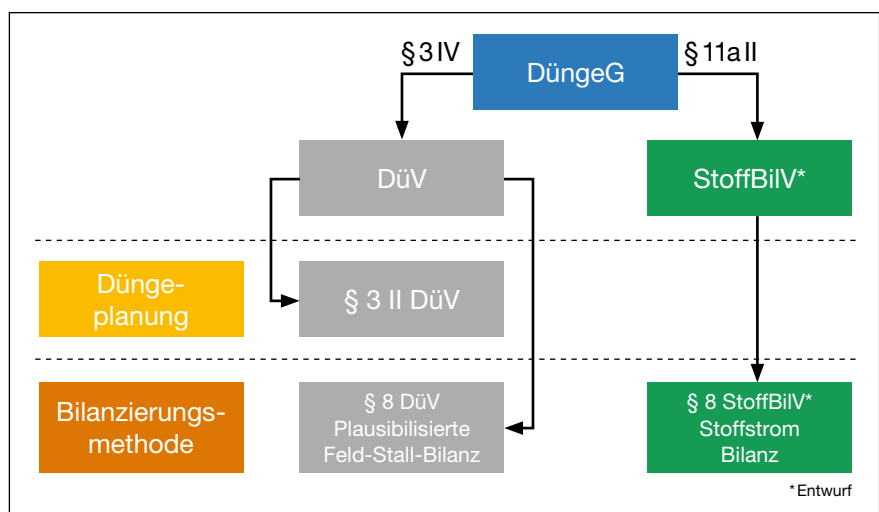 § 3 IV
DüngeG
§ 11a II
DüV
StoffBilV*
Dünge-
planung
§ 3 II DüV
Bilanzierungs-
methode
§ 8 DüV
Plausibilisierte
Feld-Stall-Bilanz
§ 8 StoffBilV*
Stoffstrom
Bilanz
* Entwurf